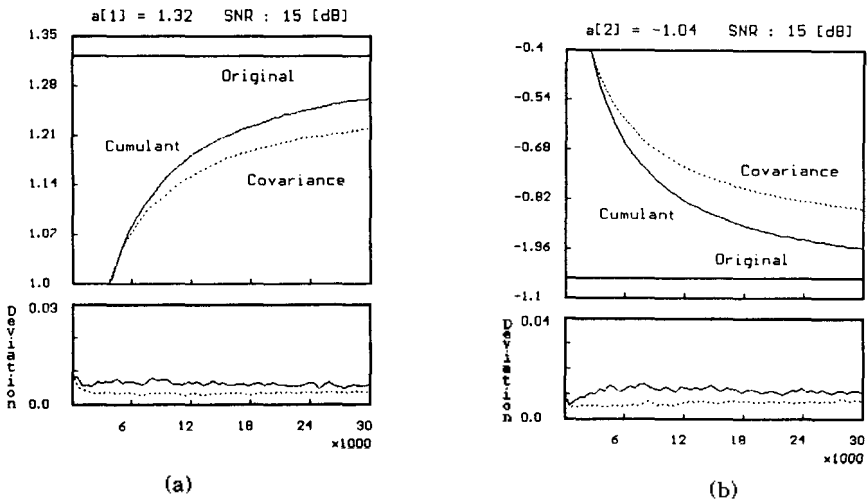 a[1] = 1.32 SNR : 15 [dB]
1.35
1.28
1.21
1.14
1.07
1.0
Original
Cumulant
Covariance
0.03
0.0
Deviation
6 12 18 24 30
×1000
(a)
a[2] = -1.04 SNR : 15 [dB]
-0.4
-0.54
-0.68
-0.82
-1.96
-1.1
Covariance
Cumulant
Original
0.04
0.0
Deviation
6 12 18 24 30
×1000
(b)